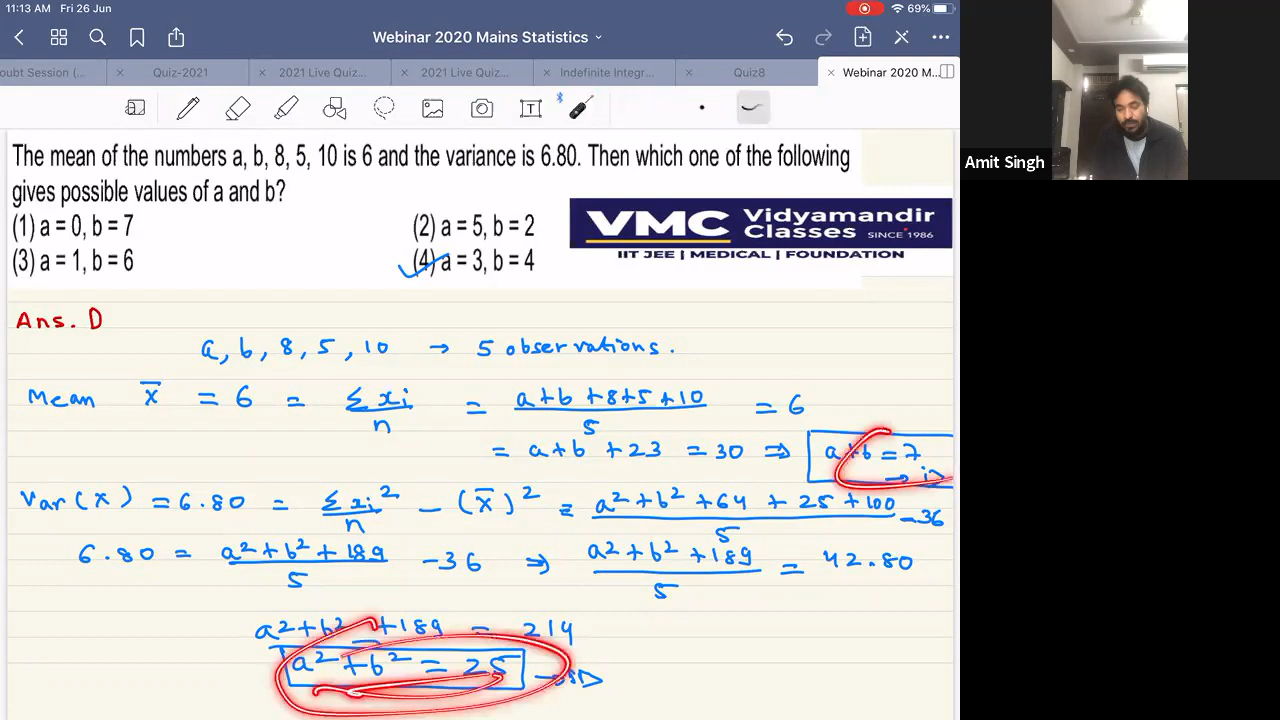 11:13 AM Fri 26 Jun
69%
Webinar 2020 Mains Statistics
oubt Session (...
Quiz-2021
2021 Live Quiz...
2021 Live Quiz...
Indefinite Integr...
Quiz8
Webinar 2020 M...
The mean of the numbers a, b, 8, 5, 10 is 6 and the variance is 6.80. Then which one of the following
gives possible values of a and b?
(1) a = 0, b = 7
(2) a = 5, b = 2
(3) a = 1, b = 6
(4) a = 3, b = 4
VMC Vidyamandir Classes
SINCE 1986
IIT JEE | MEDICAL | FOUNDATION
Amit Singh
Ans. D
a, b, 8, 5, 10 → 5 observations.
Mean x̄ = 6 = Σxi/n = (a+b+8+5+10)/5 = 6
= a+b+23 = 30 ⇒ a+b = 7
→ i>
Var(x) = 6.80 = Σxi²/n - (x̄)² = (a²+b²+64+25+100)/5 - 36
6.80 = (a²+b²+189)/5 - 36 ⇒ (a²+b²+189)/5 = 42.80
a²+b²+189 = 214
a²+b² = 25